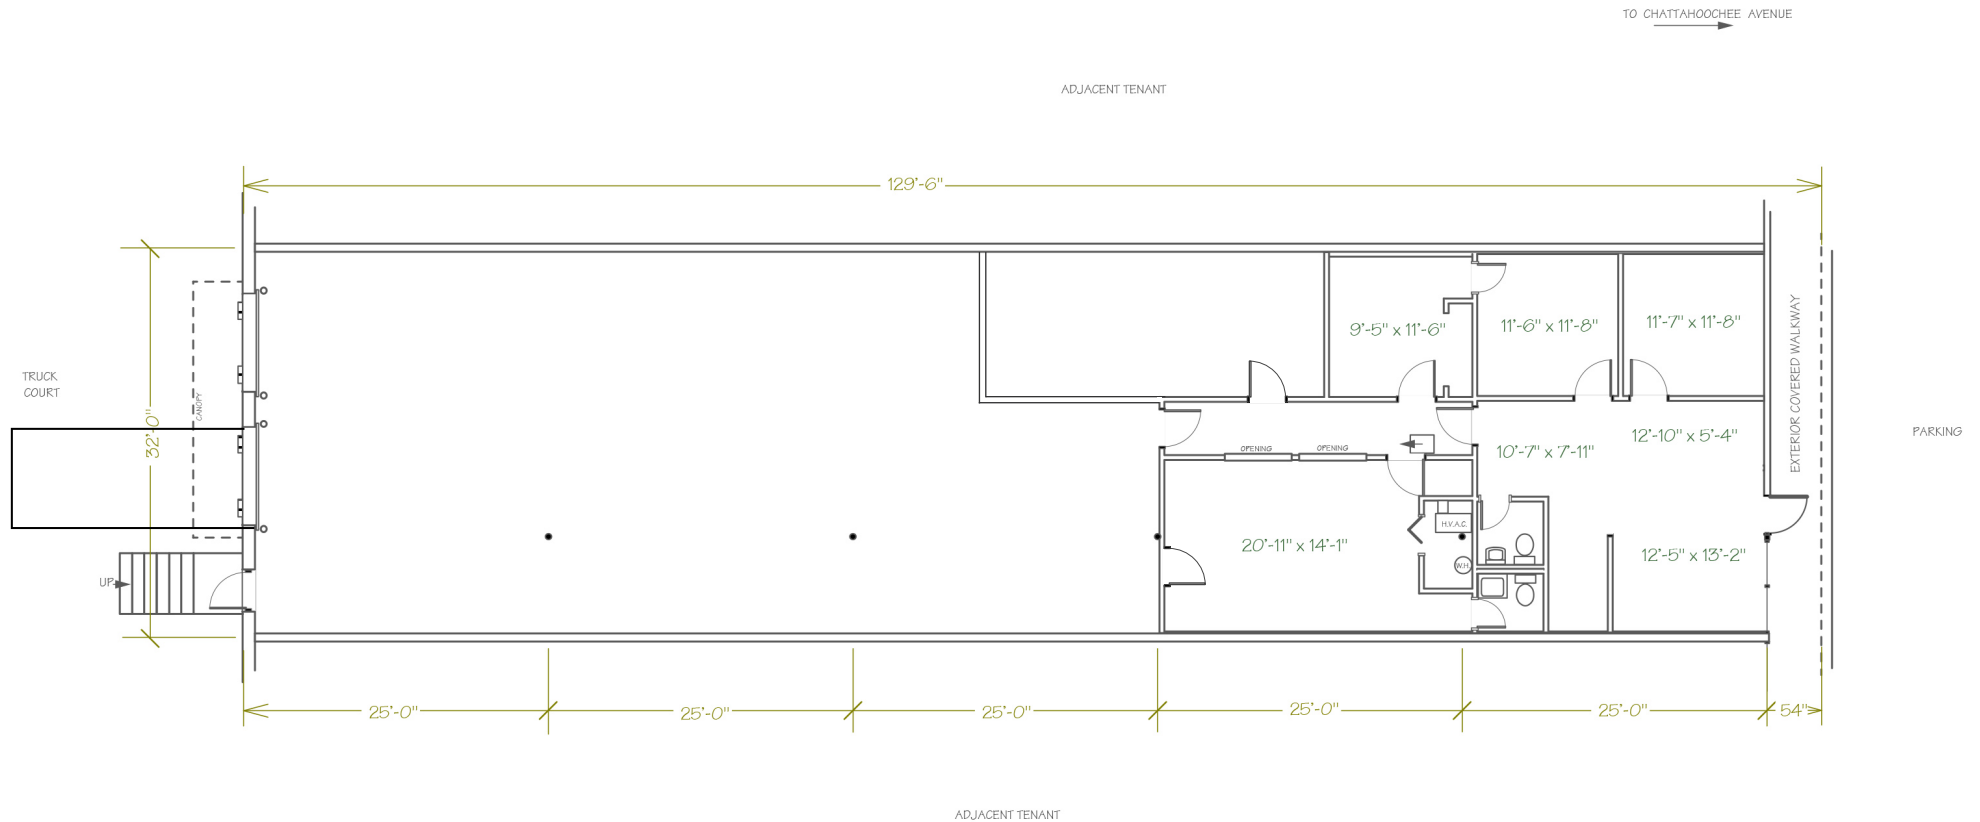 TO CHATTAHOOCHEE AVENUE
ADJACENT TENANT
129'-6"
9'-5" x 11'-6"
11'-6" x 11'-8"
11'-7" x 11'-8"
EXTERIOR COVERED WALKWAY
TRUCK
COURT
CANOPY
32'-0"
OPENING
OPENING
10'-7" x 7'-11"
12'-10" x 5'-4"
PARKING
H.V.A.C.
20'-11" x 14'-1"
W.H.
12'-5" x 13'-2"
UP
25'-0"
25'-0"
25'-0"
25'-0"
25'-0"
54"
ADJACENT TENANT